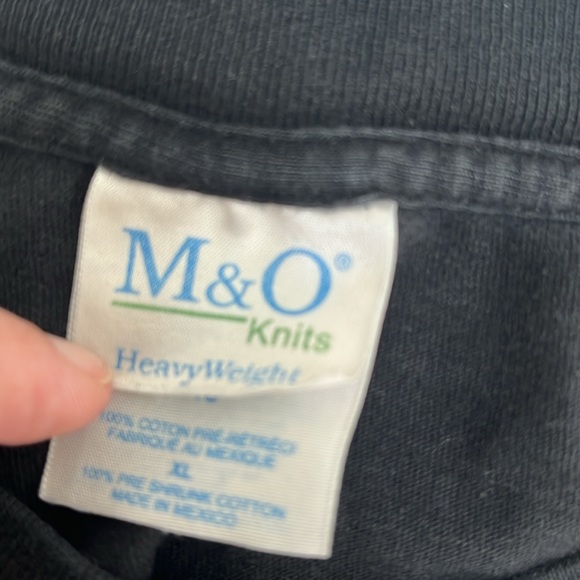 M&O®
Knits
HeavyWeight
100% COTON PRÉ-RÉTRÉCI
FABRIQUÉ AU MEXIQUE
XL
100% PRE SHRUNK COTTON
MADE IN MEXICO